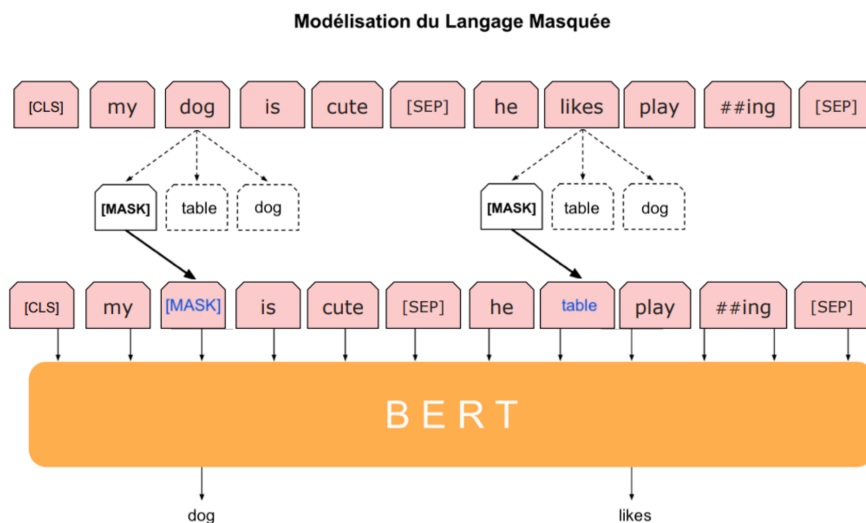 Modélisation du Langage Masquée
[CLS] my dog is cute [SEP] he likes play ##ing [SEP]
[MASK] table dog [MASK] table dog
[CLS] my [MASK] is cute [SEP] he table play ##ing [SEP]
BERT
dog likes